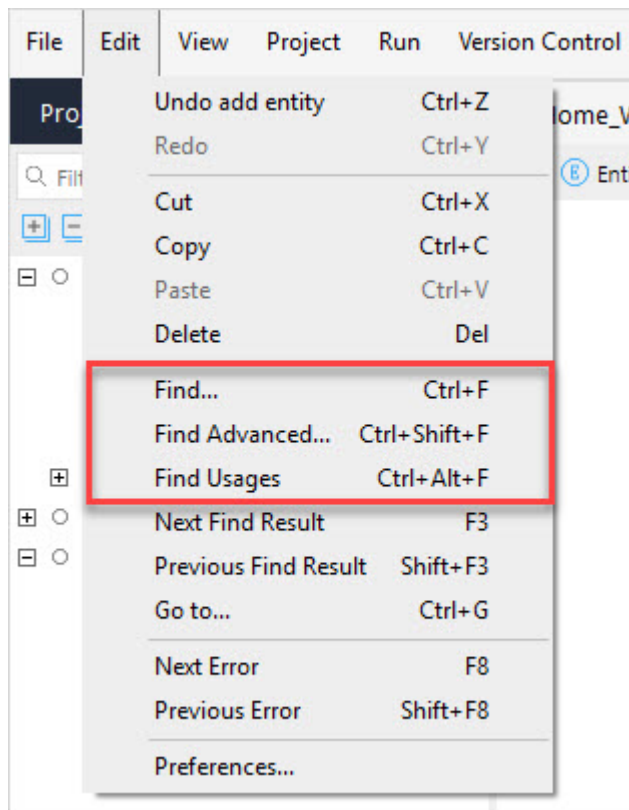 File Edit View Project Run Version Control
Undo add entity Ctrl+Z
Redo Ctrl+Y
Cut Ctrl+X
Copy Ctrl+C
Paste Ctrl+V
Delete Del
Find... Ctrl+F
Find Advanced... Ctrl+Shift+F
Find Usages Ctrl+Alt+F
Next Find Result F3
Previous Find Result Shift+F3
Go to... Ctrl+G
Next Error F8
Previous Error Shift+F8
Preferences...